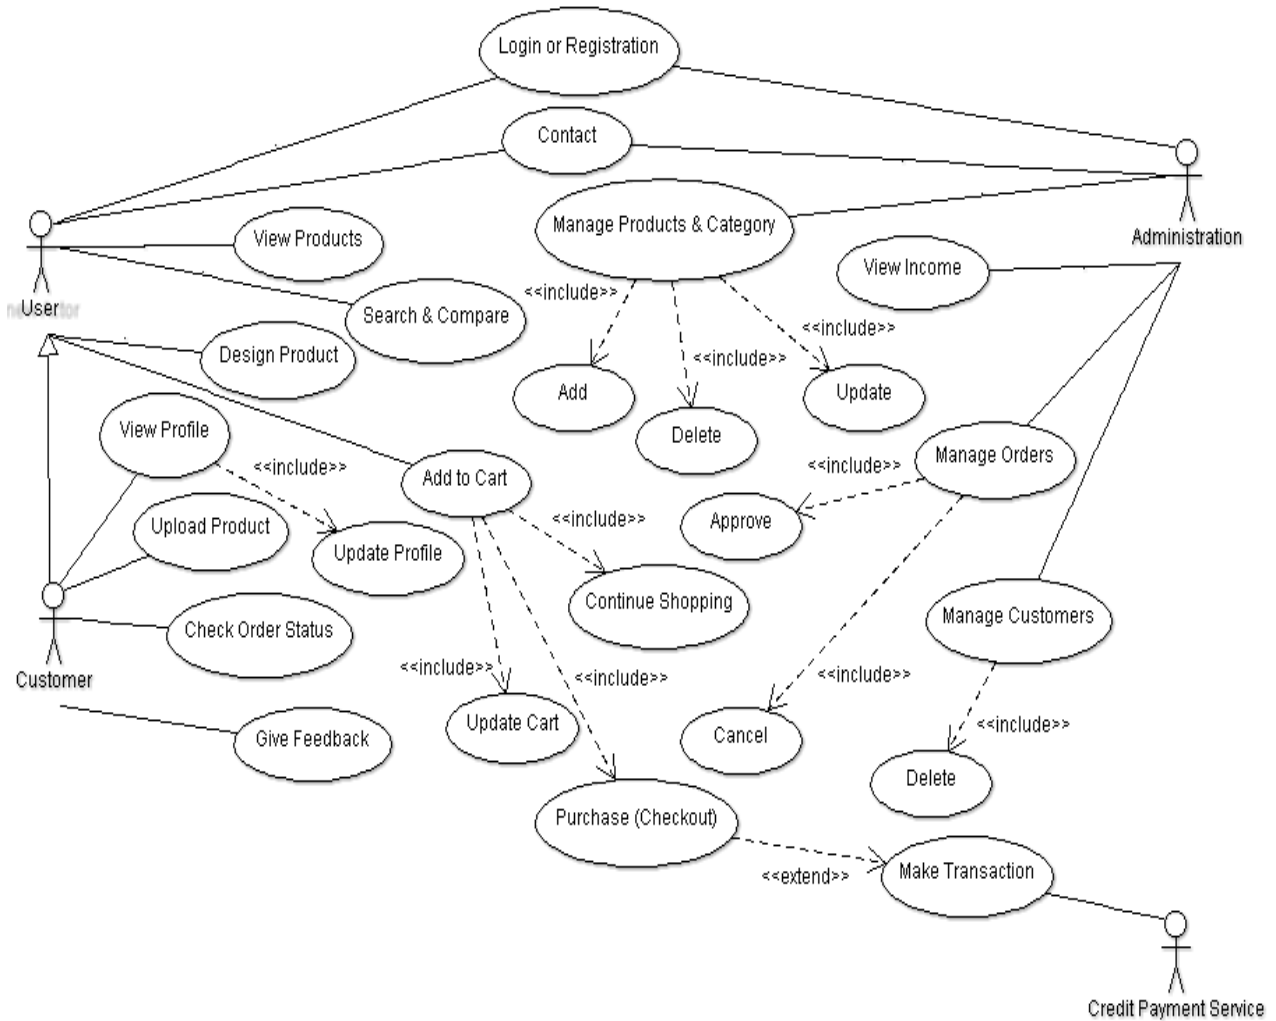 Login or Registration
Contact
Manage Products & Category
Administration
View Products
View Income
<<include>>
User
Search & Compare
<<include>>
Design Product
<<include>>
Add
Update
View Profile
Delete
Manage Orders
<<include>>
<<include>>
Add to Cart
<<include>>
Approve
Upload Product
Update Profile
Continue Shopping
Manage Customers
Check Order Status
<<include>>
<<include>>
<<include>>
Customer
Update Cart
<<include>>
Cancel
Give Feedback
Delete
Purchase (Checkout)
<<extend>>
Make Transaction
Credit Payment Service